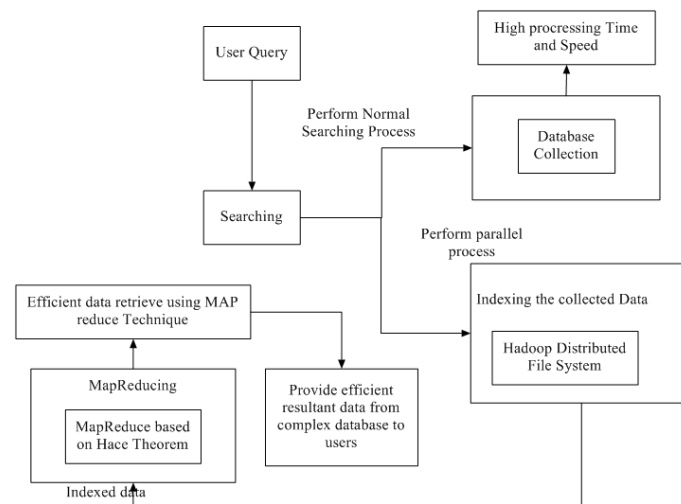 User Query
High procressing Time
and Speed
Perform Normal
Searching Process
Database
Collection
Searching
Perform parallel
process
Indexing the collected Data
Hadoop Distributed
File System
Efficient data retrieve using MAP
reduce Technique
MapReducing
MapReduce based
on Hace Theorem
Provide efficient
resultant data from
complex database to
users
Indexed data